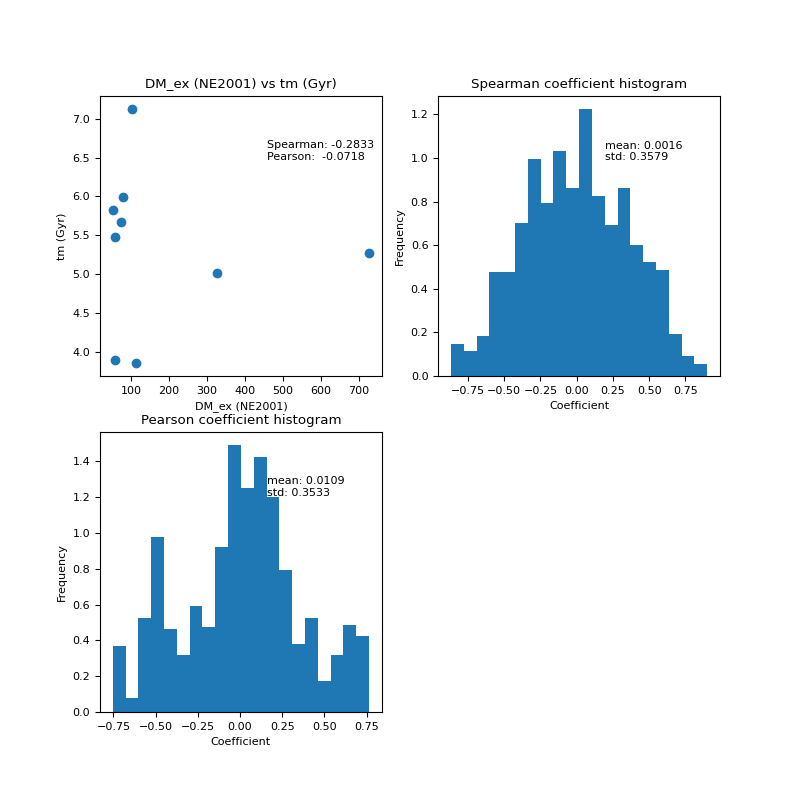 DM_ex (NE2001) vs tm (Gyr)
7.0
6.5
6.0
5.5
5.0
4.5
4.0
tm (Gyr)
Spearman: -0.2833
Pearson:  -0.0718
100 200 300 400 500 600 700
DM_ex (NE2001)
Spearman coefficient histogram
1.2
1.0
0.8
0.6
0.4
0.2
0.0
Frequency
mean: 0.0016
std: 0.3579
−0.75 −0.50 −0.25 0.00 0.25 0.50 0.75
Coefficient
Pearson coefficient histogram
1.4
1.2
1.0
0.8
0.6
0.4
0.2
0.0
Frequency
mean: 0.0109
std: 0.3533
−0.75 −0.50 −0.25 0.00 0.25 0.50 0.75
Coefficient